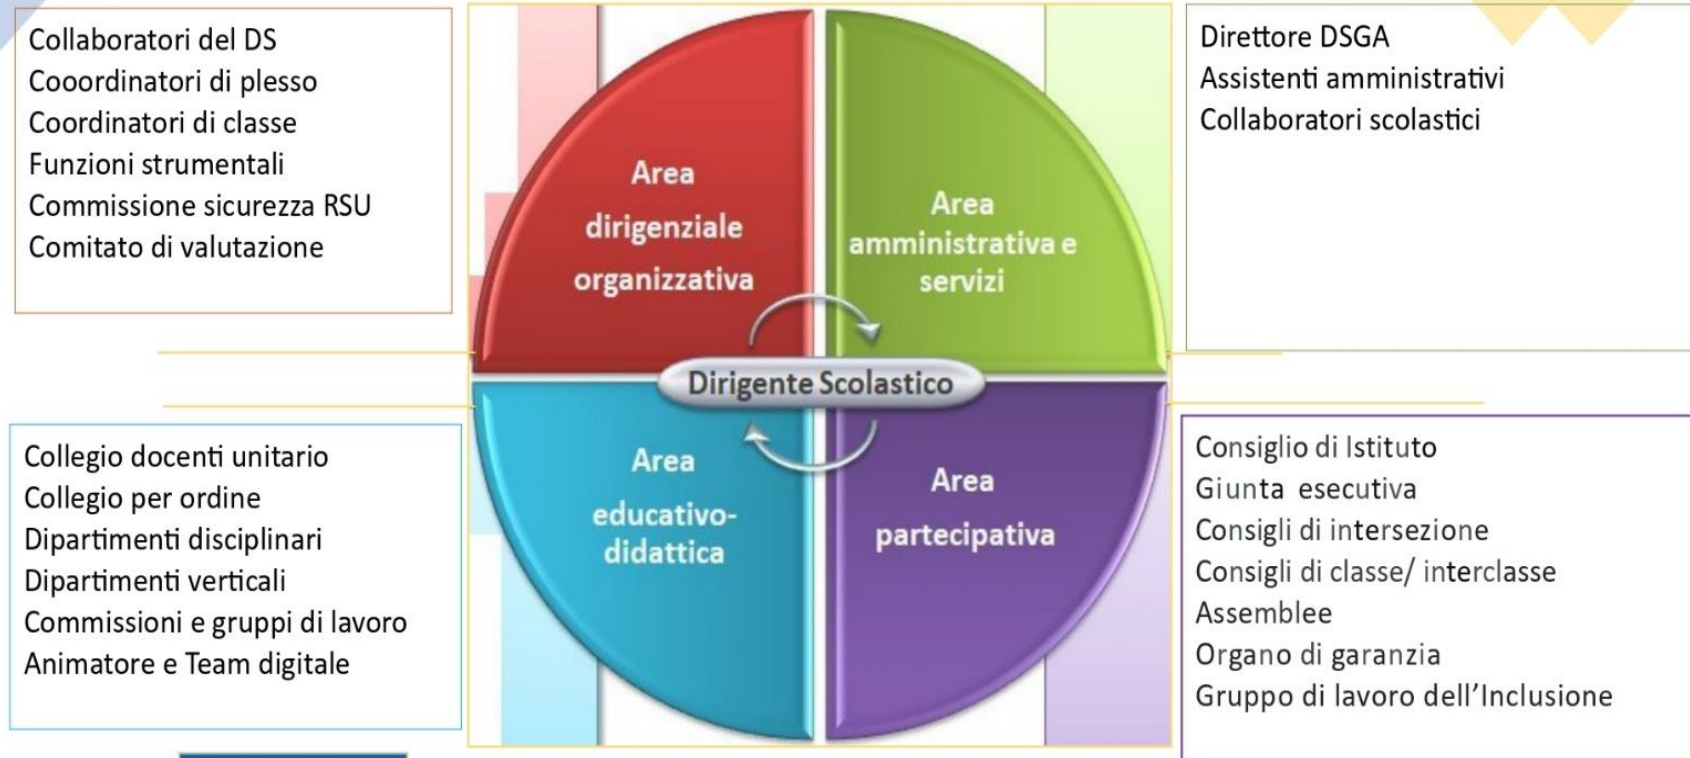 Collaboratori del DS
Cooordinatori di plesso
Coordinatori di classe
Funzioni strumentali
Commissione sicurezza RSU
Comitato di valutazione
Area
dirigenziale
organizzativa
Area
amministrativa e
servizi
Direttore DSGA
Assistenti amministrativi
Collaboratori scolastici
Dirigente Scolastico
Collegio docenti unitario
Collegio per ordine
Dipartimenti disciplinari
Dipartimenti verticali
Commissioni e gruppi di lavoro
Animatore e Team digitale
Area
educativo-
didattica
Area
partecipativa
Consiglio di Istituto
Giunta esecutiva
Consigli di intersezione
Consigli di classe/ interclasse
Assemblee
Organo di garanzia
Gruppo di lavoro dell’Inclusione